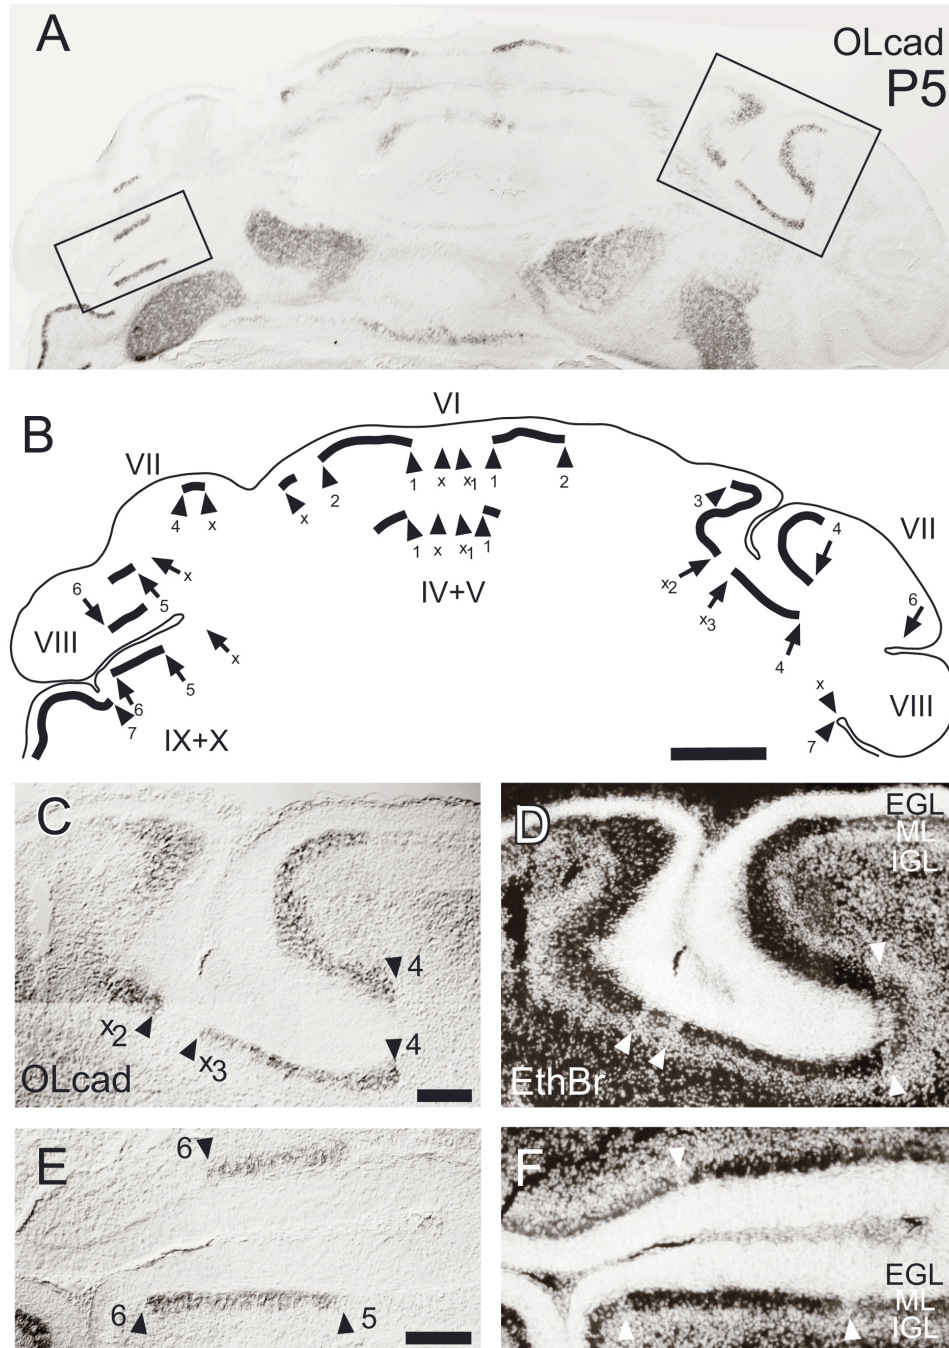 A
OLcad
P5
B
VI
VII
VII
VIII
VIII
IV+V
IX+X
4
x
x
2
1
x
x1
1
2
1
x
x1
1
3
x2
x3
4
4
6
x
7
6
5
x
x
5
6
7
C
4
4
x2
x3
OLcad
D
EGL
ML
IGL
EthBr
E
6
6
5
F
EGL
ML
IGL